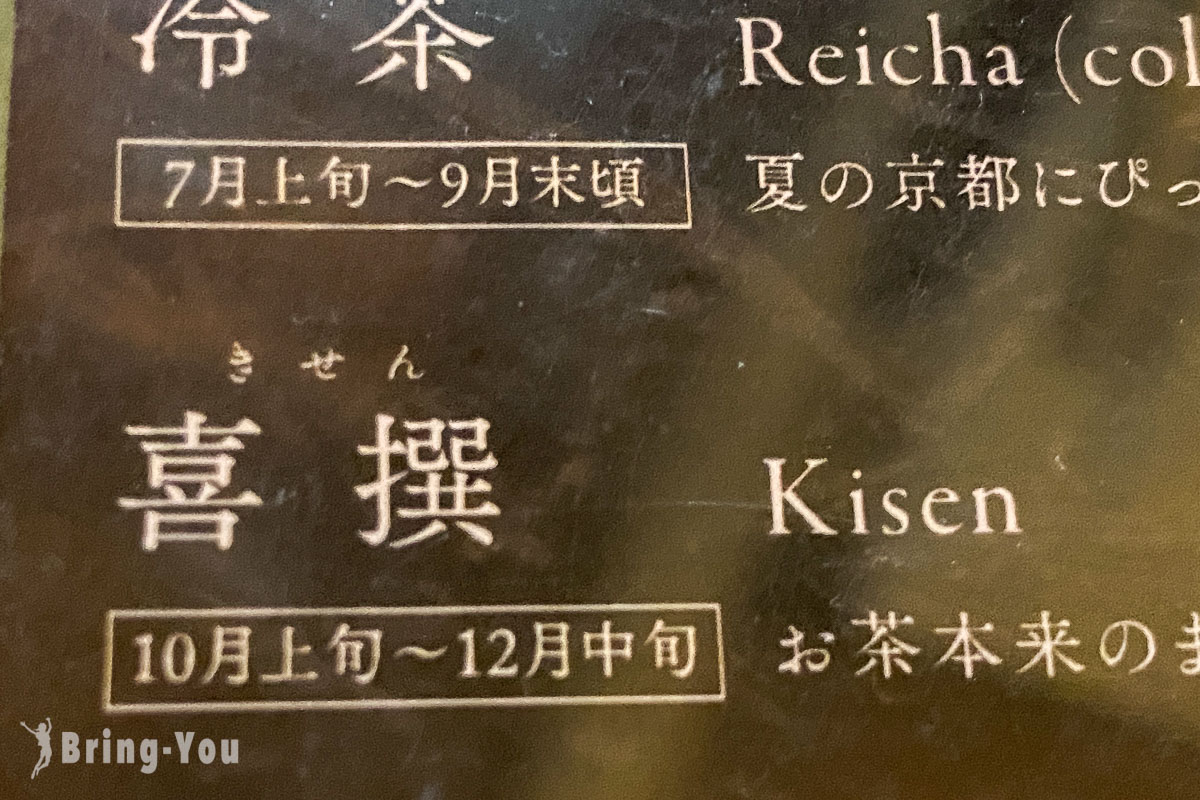 冷茶 Reicha (col
7月上旬〜9月末頃 夏の京都にぴっ
きせん
喜撰 Kisen
10月上旬〜12月中旬 お茶本来のま
Bring-You